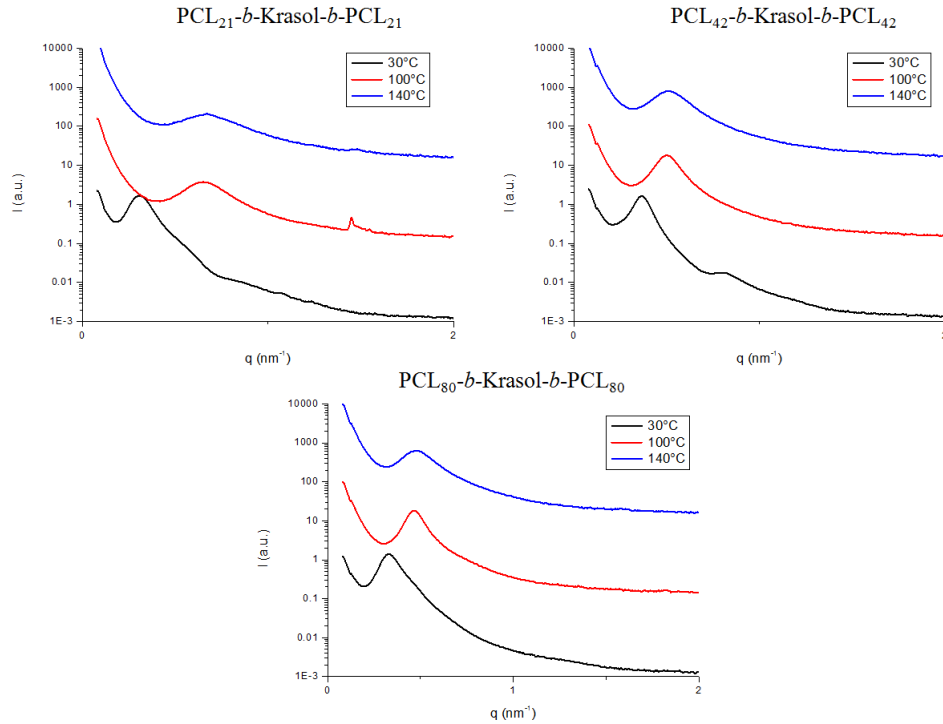 PCL21-b-Krasol-b-PCL21
10000
1000
100
10
1
0.1
0.01
1E-3
I (a.u.)
30°C
100°C
140°C
0
2
q (nm-1)
PCL42-b-Krasol-b-PCL42
10000
1000
100
10
1
0.1
0.01
1E-3
I (a.u.)
30°C
100°C
140°C
0
q (nm-1)
PCL80-b-Krasol-b-PCL80
10000
1000
100
10
1
0.1
0.01
1E-3
I (a.u.)
30°C
100°C
140°C
0
1
2
q (nm-1)